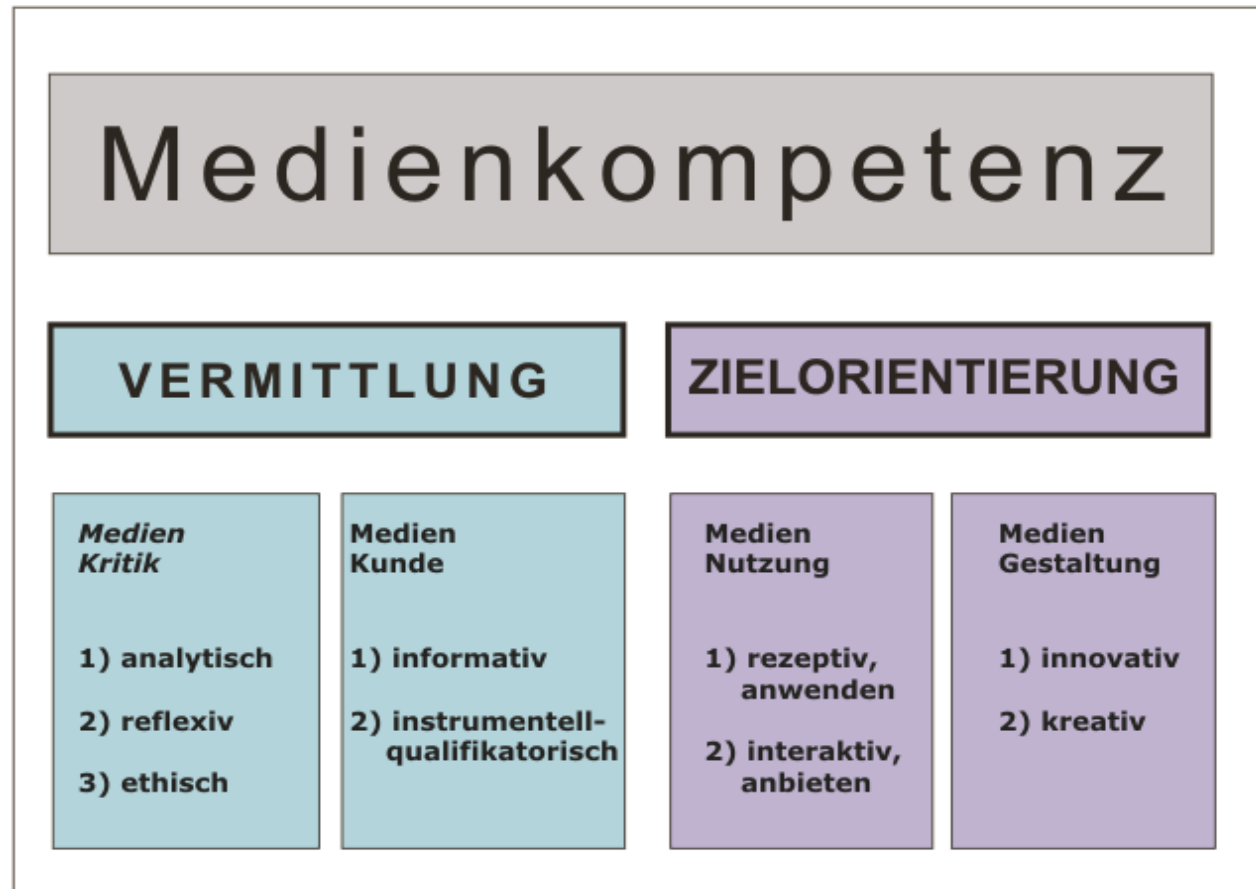 Medienkompetenz
VERMITTLUNG
ZIELORIENTIERUNG
Medien
Kritik
1) analytisch
2) reflexiv
3) ethisch
Medien
Kunde
1) informativ
2) instrumentell-
qualifikatorisch
Medien
Nutzung
1) rezeptiv,
anwenden
2) interaktiv,
anbieten
Medien
Gestaltung
1) innovativ
2) kreativ